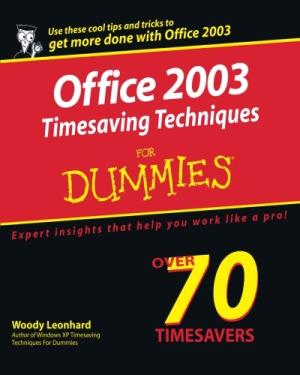 Use these cool tips and tricks to
get more done with Office 2003
Office 2003
Timesaving Techniques
FOR
DUMMIES®
Expert insights that help you work like a pro!
OVER
70
TIMESAVERS
Woody Leonhard
Author of Windows XP Timesaving
Techniques For Dummies